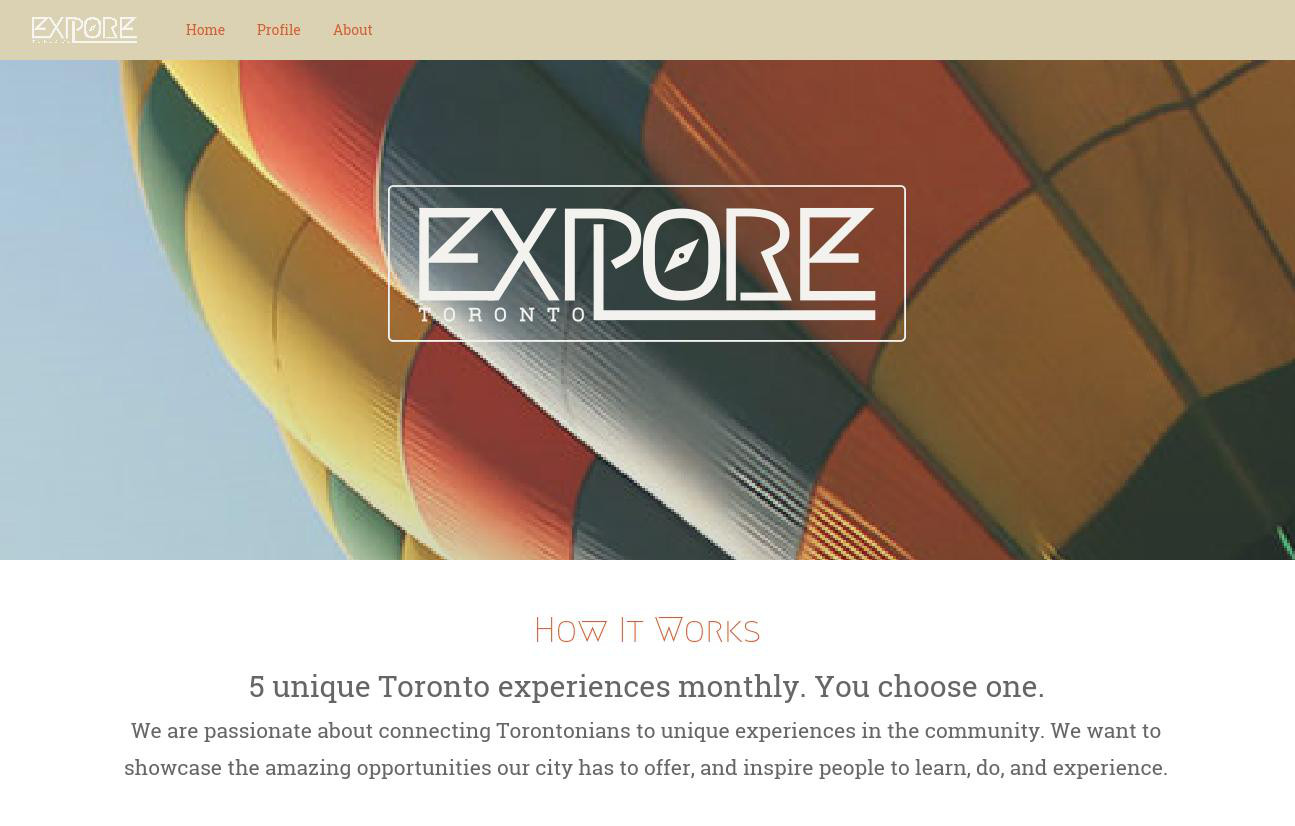 EXPLORE
Home Profile About
EXPLORE
TORONTO
How It Works
5 unique Toronto experiences monthly. You choose one.
We are passionate about connecting Torontonians to unique experiences in the community. We want to
showcase the amazing opportunities our city has to offer, and inspire people to learn, do, and experience.